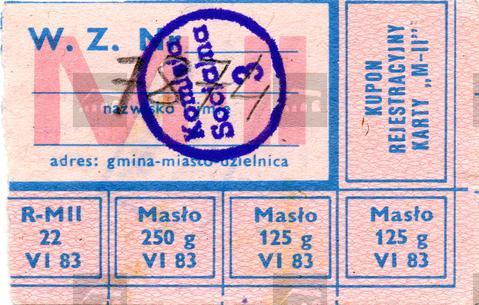 W. Z. Nr
M II
nazwisko i imię
adres: gmina-miasto-dzielnica
Komisja
Socjalna
3
KUPON
REJESTRACYJNY
KARTY „M-II”
R-MII
22
VI 83
Masło
250 g
VI 83
Masło
125 g
VI 83
Masło
125 g
VI 83